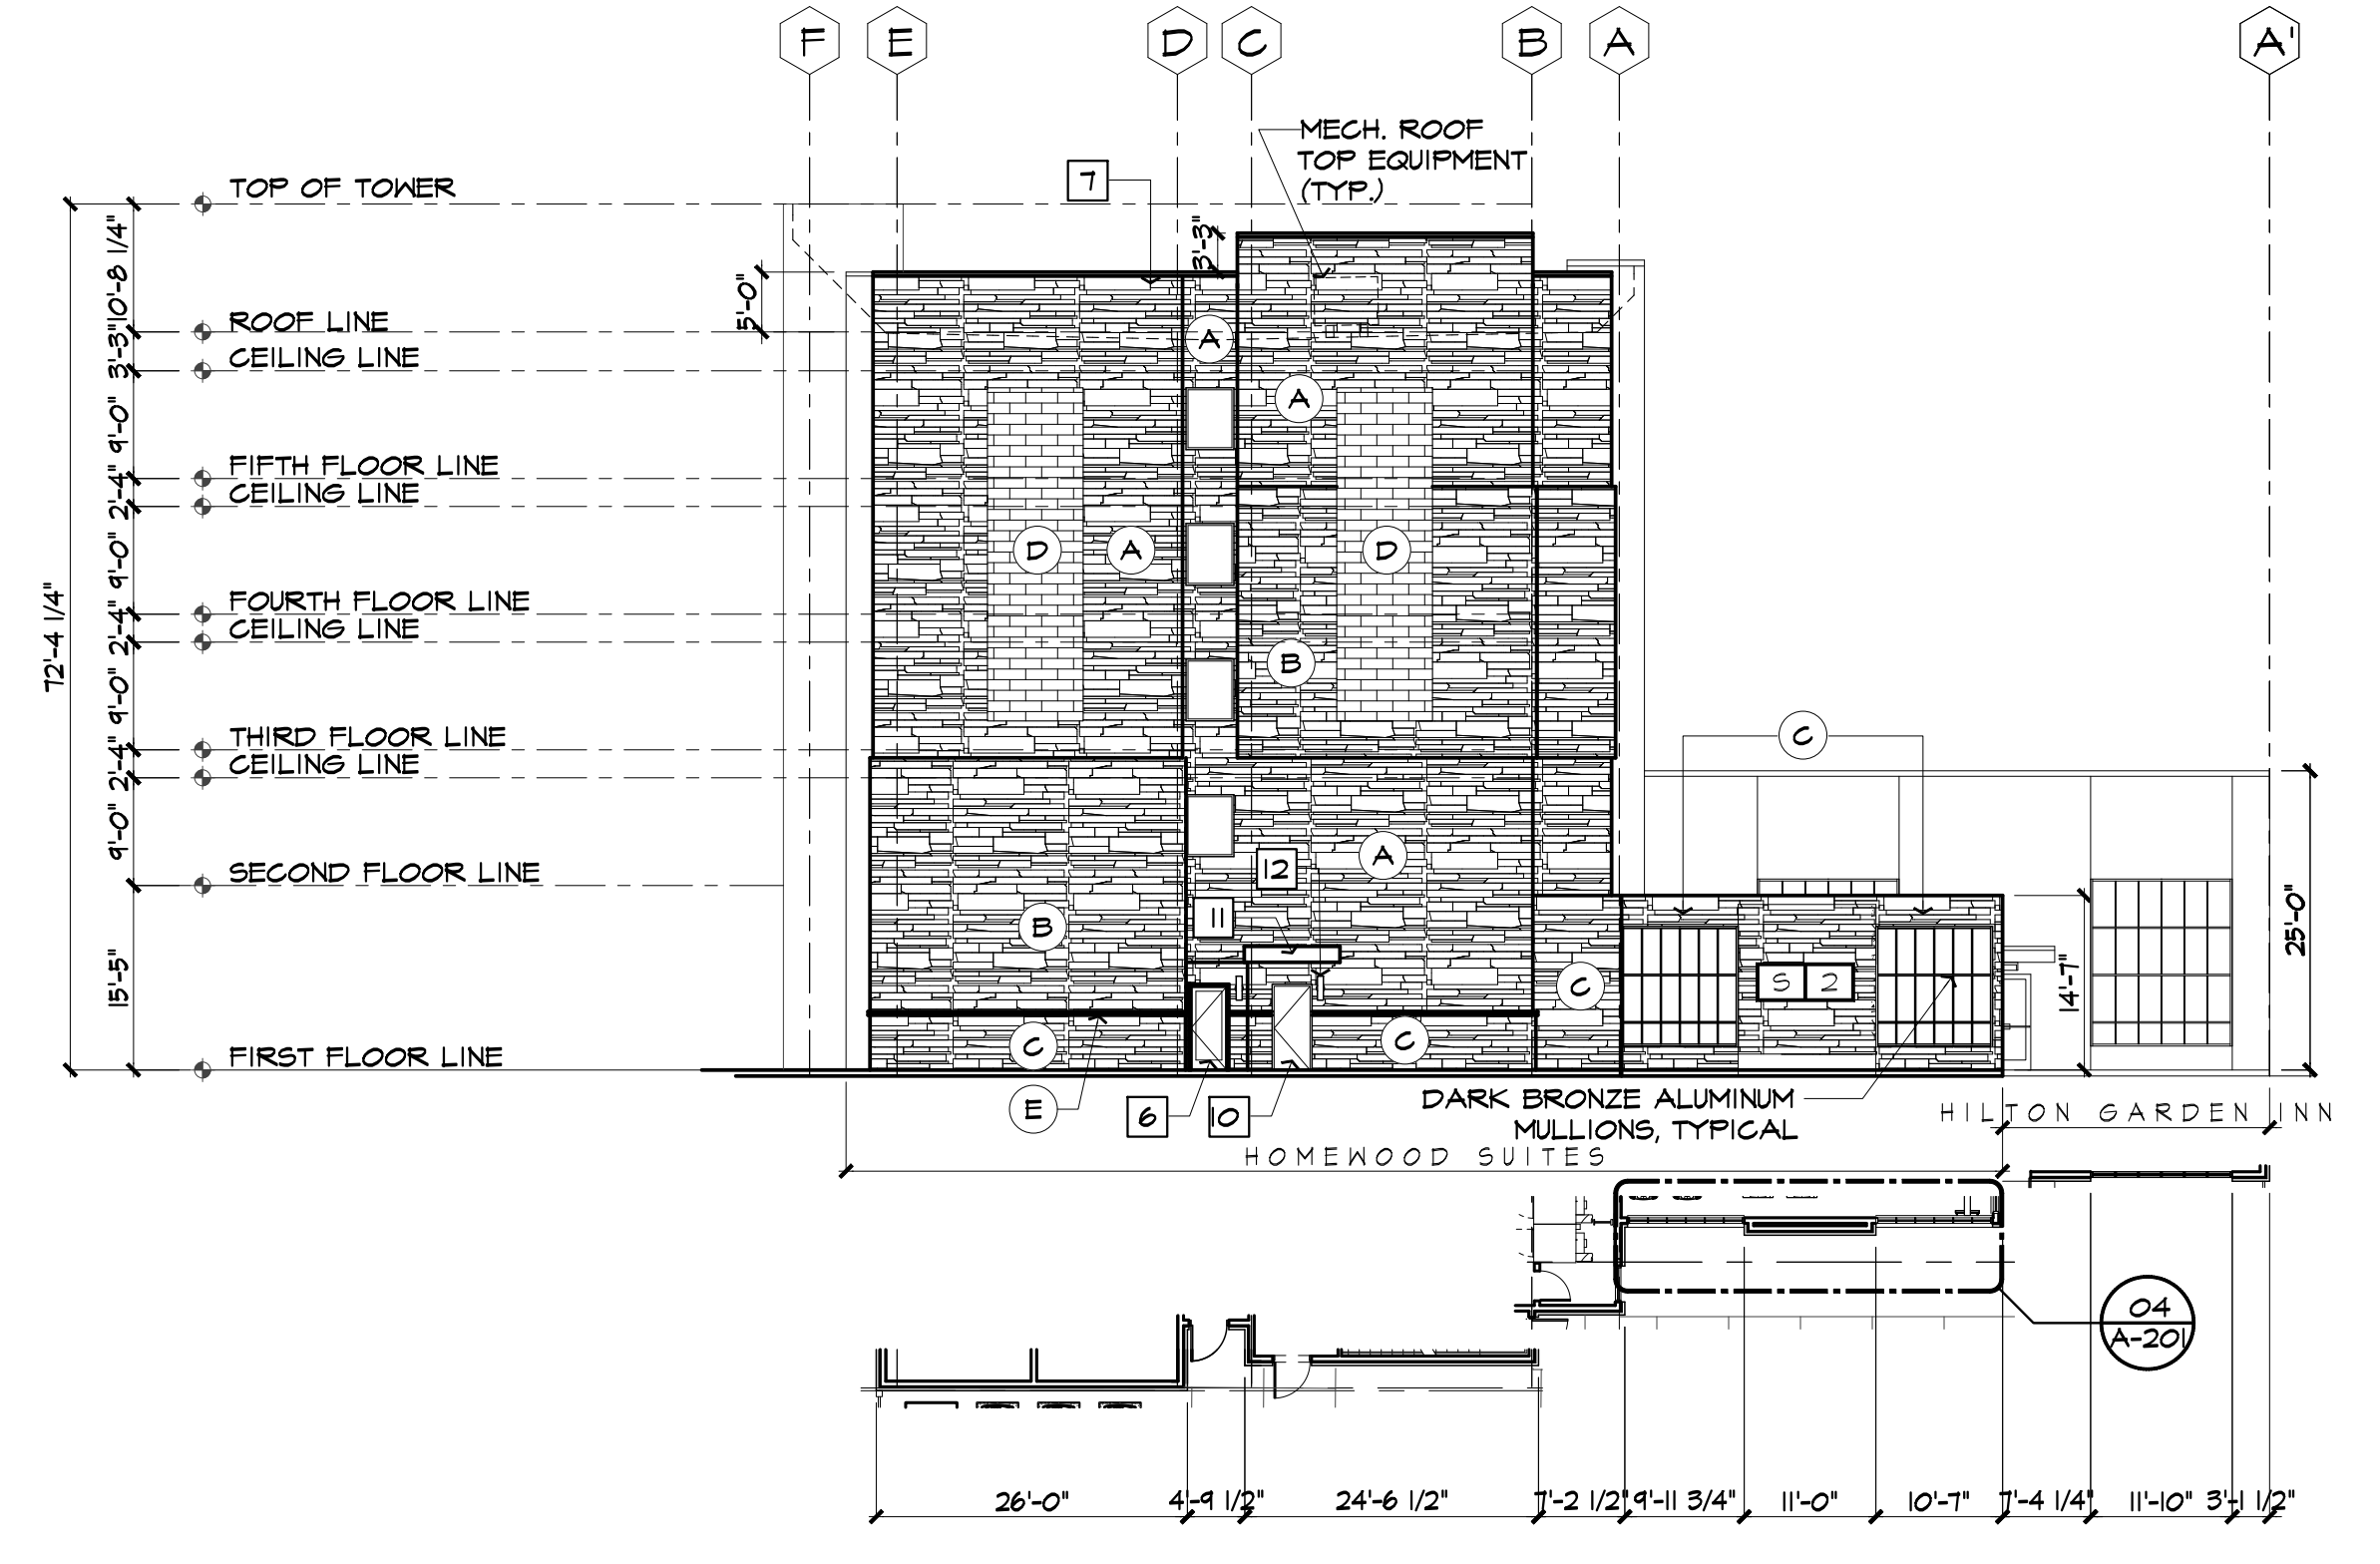 F E D C B A A'
MECH. ROOF
TOP EQUIPMENT
(TYP.)
7
TOP OF TOWER
10'-8 1/4"
3'-3"
5'-0"
ROOF LINE
3'-3"
CEILING LINE
A
A
9'-0"
FIFTH FLOOR LINE
2'-4"
CEILING LINE
9'-0"
D A D
72'-4 1/4"
FOURTH FLOOR LINE
2'-4"
CEILING LINE
B
9'-0"
THIRD FLOOR LINE
2'-4"
CEILING LINE
C
9'-0"
A
12
SECOND FLOOR LINE
11
B
25'-0"
15'-5"
C
S 2
14'-7"
FIRST FLOOR LINE
C
C
E
6
10
DARK BRONZE ALUMINUM
MULLIONS, TYPICAL
HILTON GARDEN INN
HOMEWOOD SUITES
04
A-201
26'-0" 4'-9 1/2" 24'-6 1/2" 7'-2 1/2" 9'-11 3/4" 11'-0" 10'-7" 7'-4 1/4" 11'-10" 3'-1 1/2"